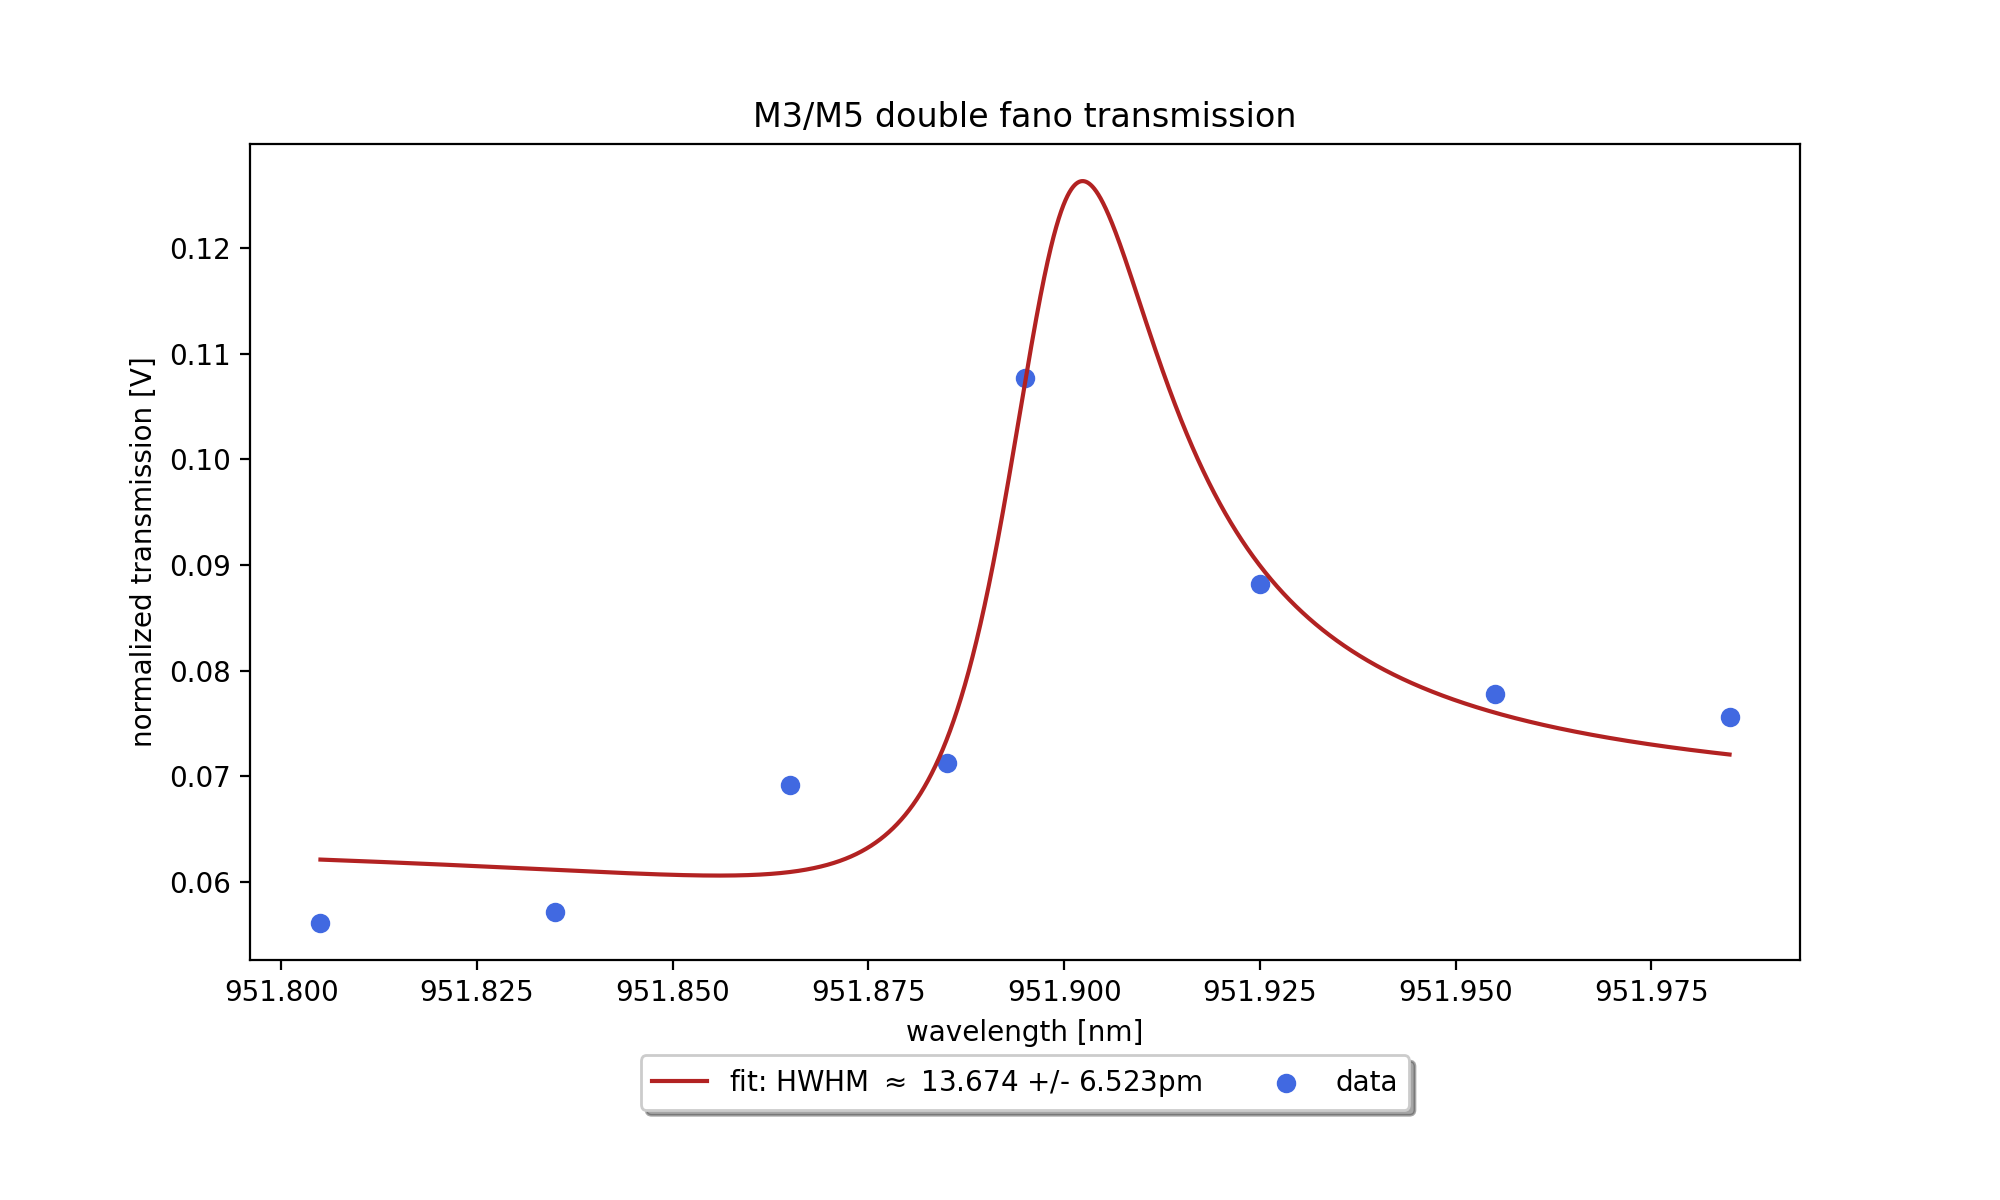 M3/M5 double fano transmission
normalized transmission [V]
0.12
0.11
0.10
0.09
0.08
0.07
0.06
951.800 951.825 951.850 951.875 951.900 951.925 951.950 951.975
wavelength [nm]
fit: HWHM ≈ 13.674 +/- 6.523pm data